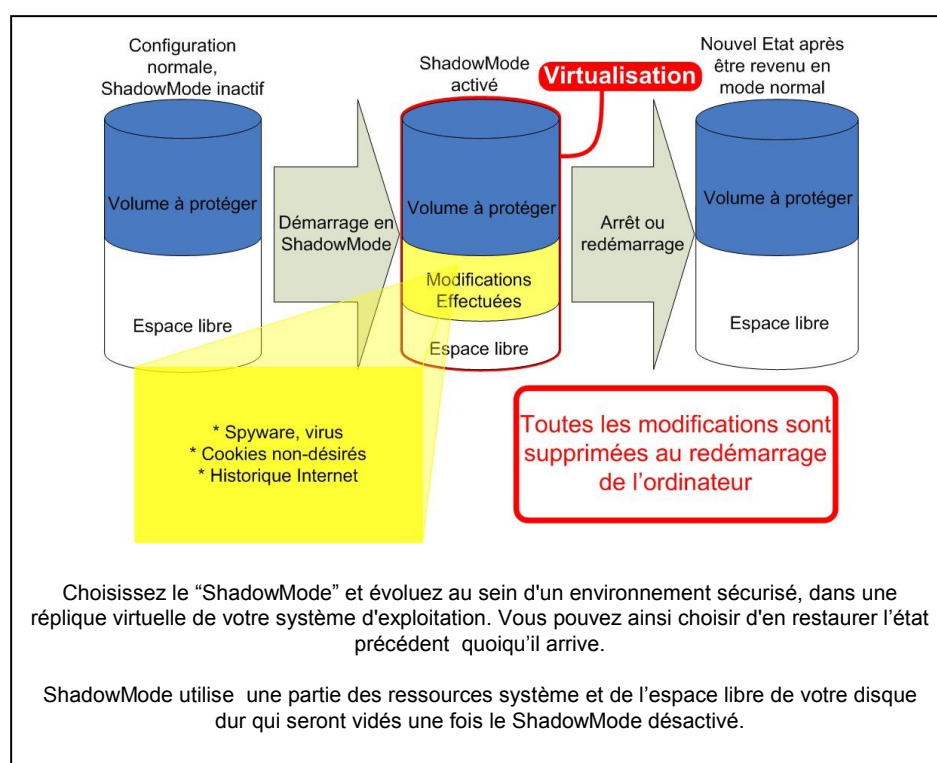 Configuration
normale,
ShadowMode inactif
ShadowMode
activé
Virtualisation
Nouvel Etat après
être revenu en
mode normal
Volume à protéger
Démarrage en
ShadowMode
Volume à protéger
Arrêt ou
redémarrage
Volume à protéger
Modifications
Effectuées
Espace libre
Espace libre
Espace libre
* Spyware, virus
* Cookies non-désirés
* Historique Internet
Toutes les modifications sont
supprimées au redémarrage
de l'ordinateur
Choisissez le “ShadowMode” et évoluez au sein d'un environnement sécurisé, dans une
réplique virtuelle de votre système d'exploitation. Vous pouvez ainsi choisir d'en restaurer l’état
précédent quoiqu’il arrive.
ShadowMode utilise une partie des ressources système et de l’espace libre de votre disque
dur qui seront vidés une fois le ShadowMode désactivé.